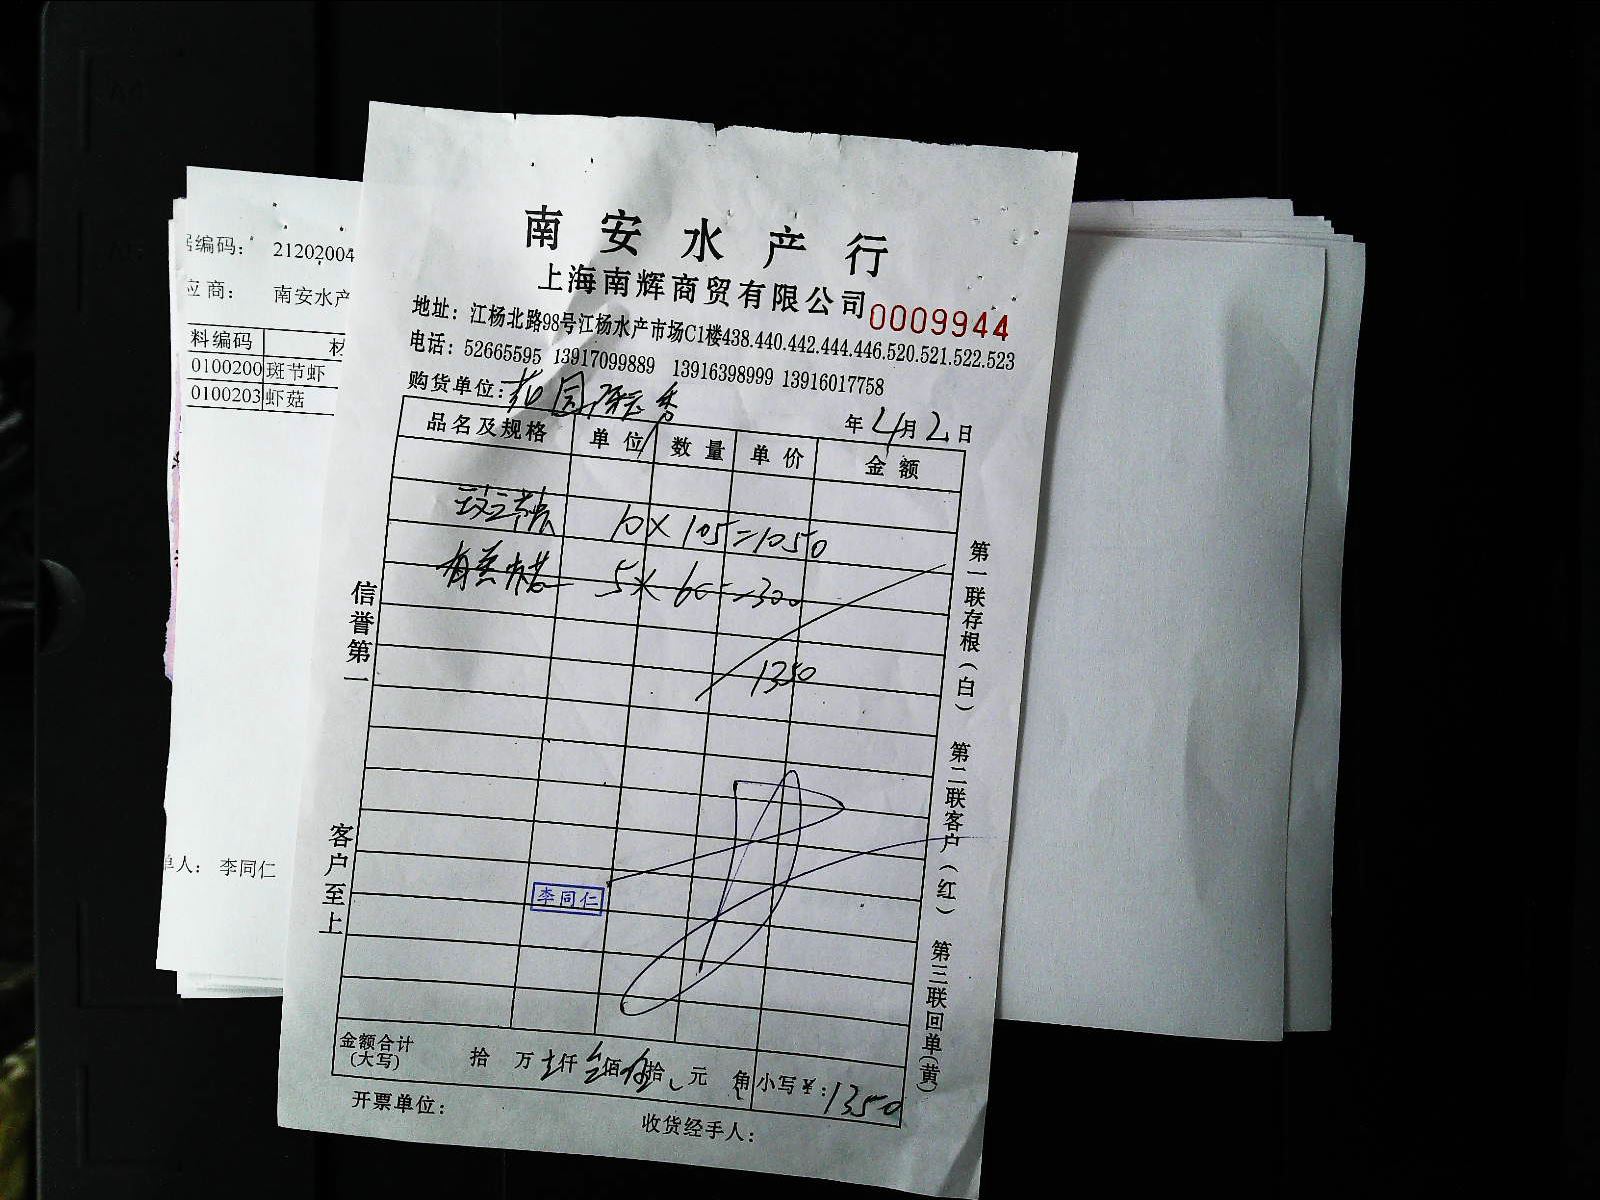 南安水产行
上海南辉商贸有限公司 0009944
地址：江杨北路98号江杨水产市场C1楼438.440.442.444.446.520.521.522.523
电话：52665595 13917099889 13916398999 13916017758
购货单位：
年4月2日
品名及规格 单位 数量 单价 金额
斑节虾 10×105=1050
5×60=300
1350
信誉第一
客户至上
第一联存根（白） 第二联客户（红） 第三联回单（黄）
李同仁
金额合计（大写） 拾 万 仟 佰 拾 元 角 小写￥：1350
开票单位：
收货经手人：
编码： 21202004
应商： 南安水产
料编码 材
0100200 斑节虾
0100203 虾菇
单人： 李同仁